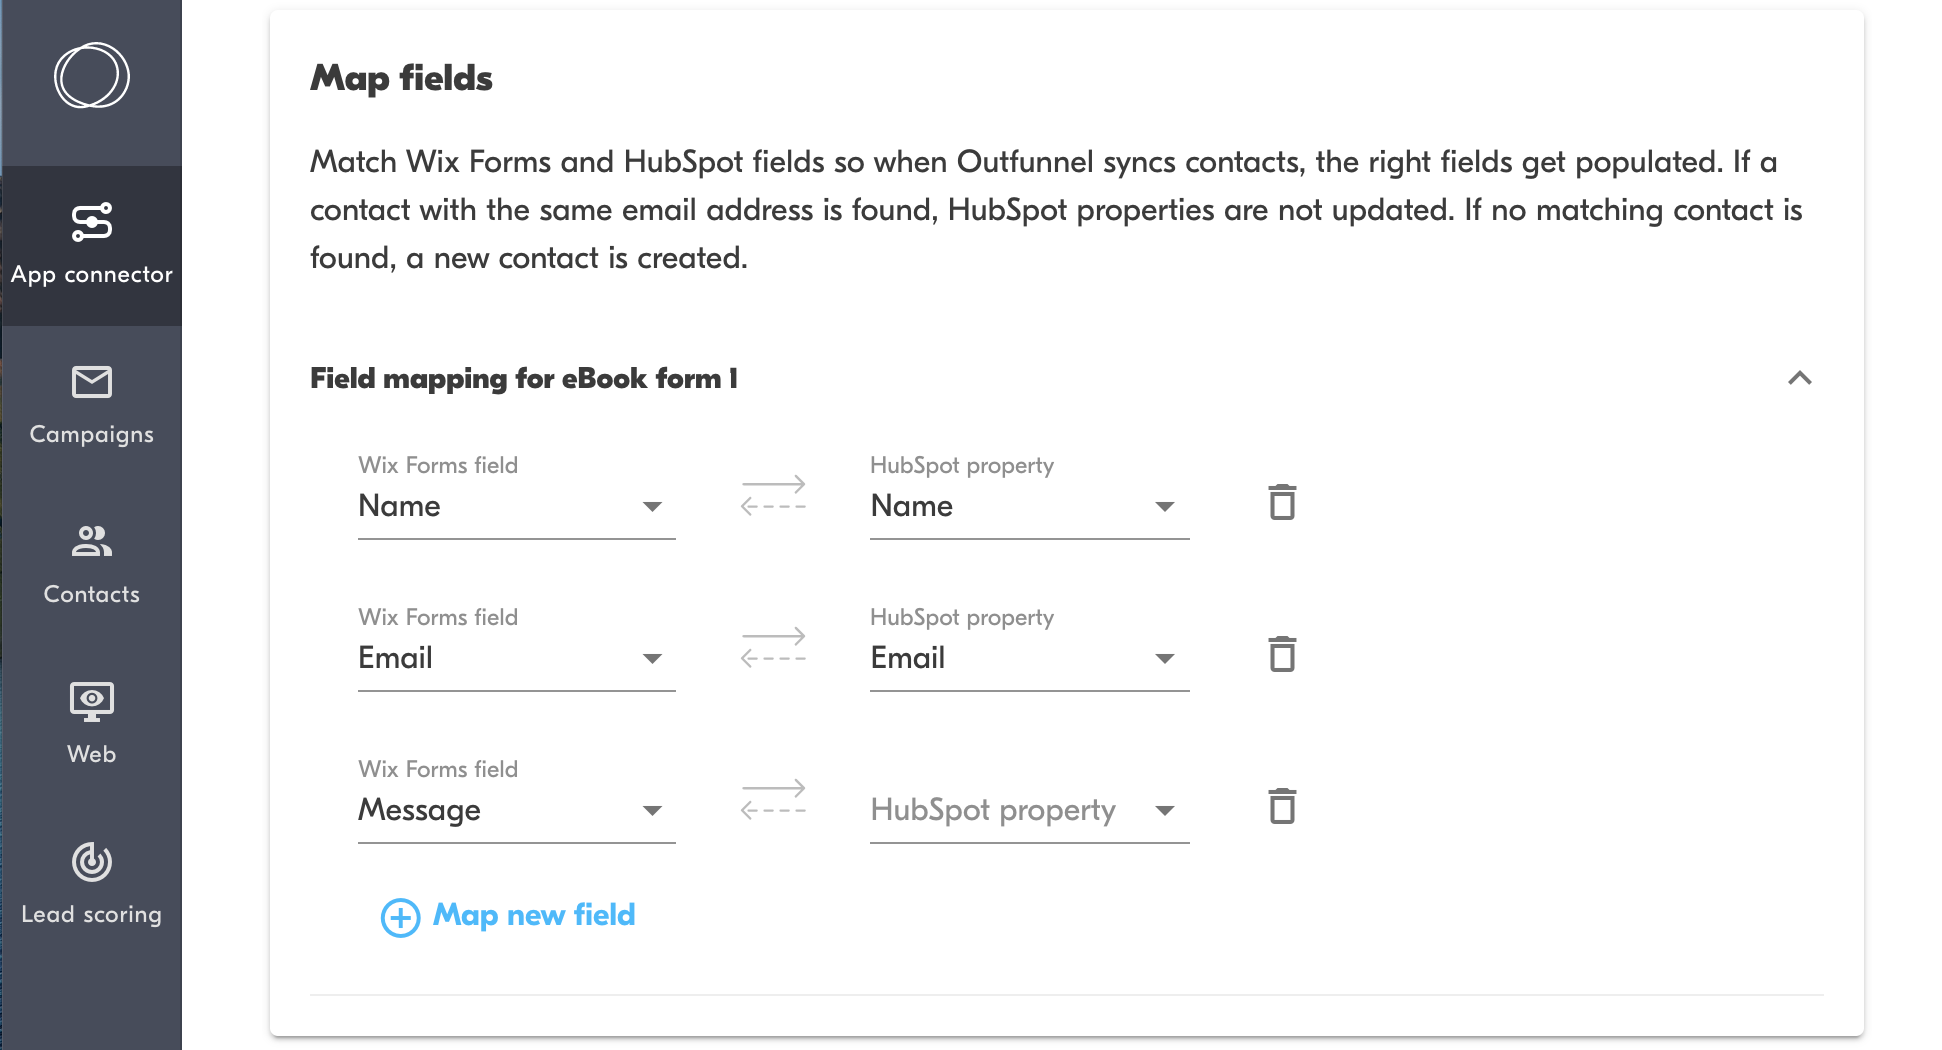 App connector
Campaigns
Contacts
Web
Lead scoring
Map fields
Match Wix Forms and HubSpot fields so when Outfunnel syncs contacts, the right fields get populated. If a
contact with the same email address is found, HubSpot properties are not updated. If no matching contact is
found, a new contact is created.
Field mapping for eBook form 1
Wix Forms field
Name
HubSpot property
Name
Wix Forms field
Email
HubSpot property
Email
Wix Forms field
Message
HubSpot property
Map new field